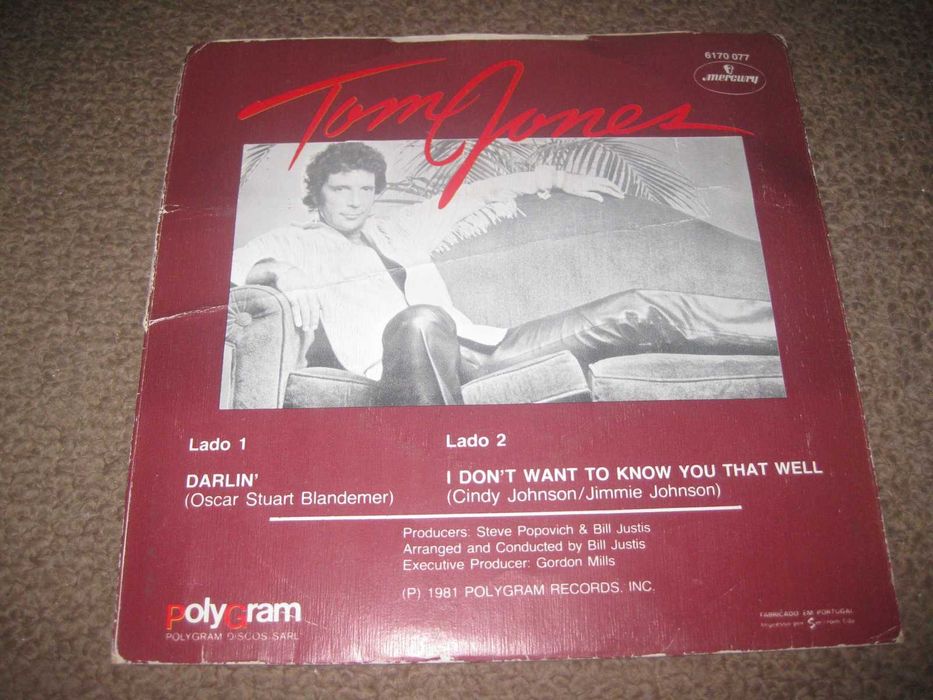 6170 077
mercury
Tom Jones
Lado 1
Lado 2
DARLIN'
(Oscar Stuart Blandemer)
I DON'T WANT TO KNOW YOU THAT WELL
(Cindy Johnson/Jimmie Johnson)
Producers: Steve Popovich & Bill Justis
Arranged and Conducted by Bill Justis
Executive Producer: Gordon Mills
(P) 1981 POLYGRAM RECORDS, INC.
PolyGram
POLYGRAM DISCOS, SARL
FABRICADO EM PORTUGAL
Impresso por